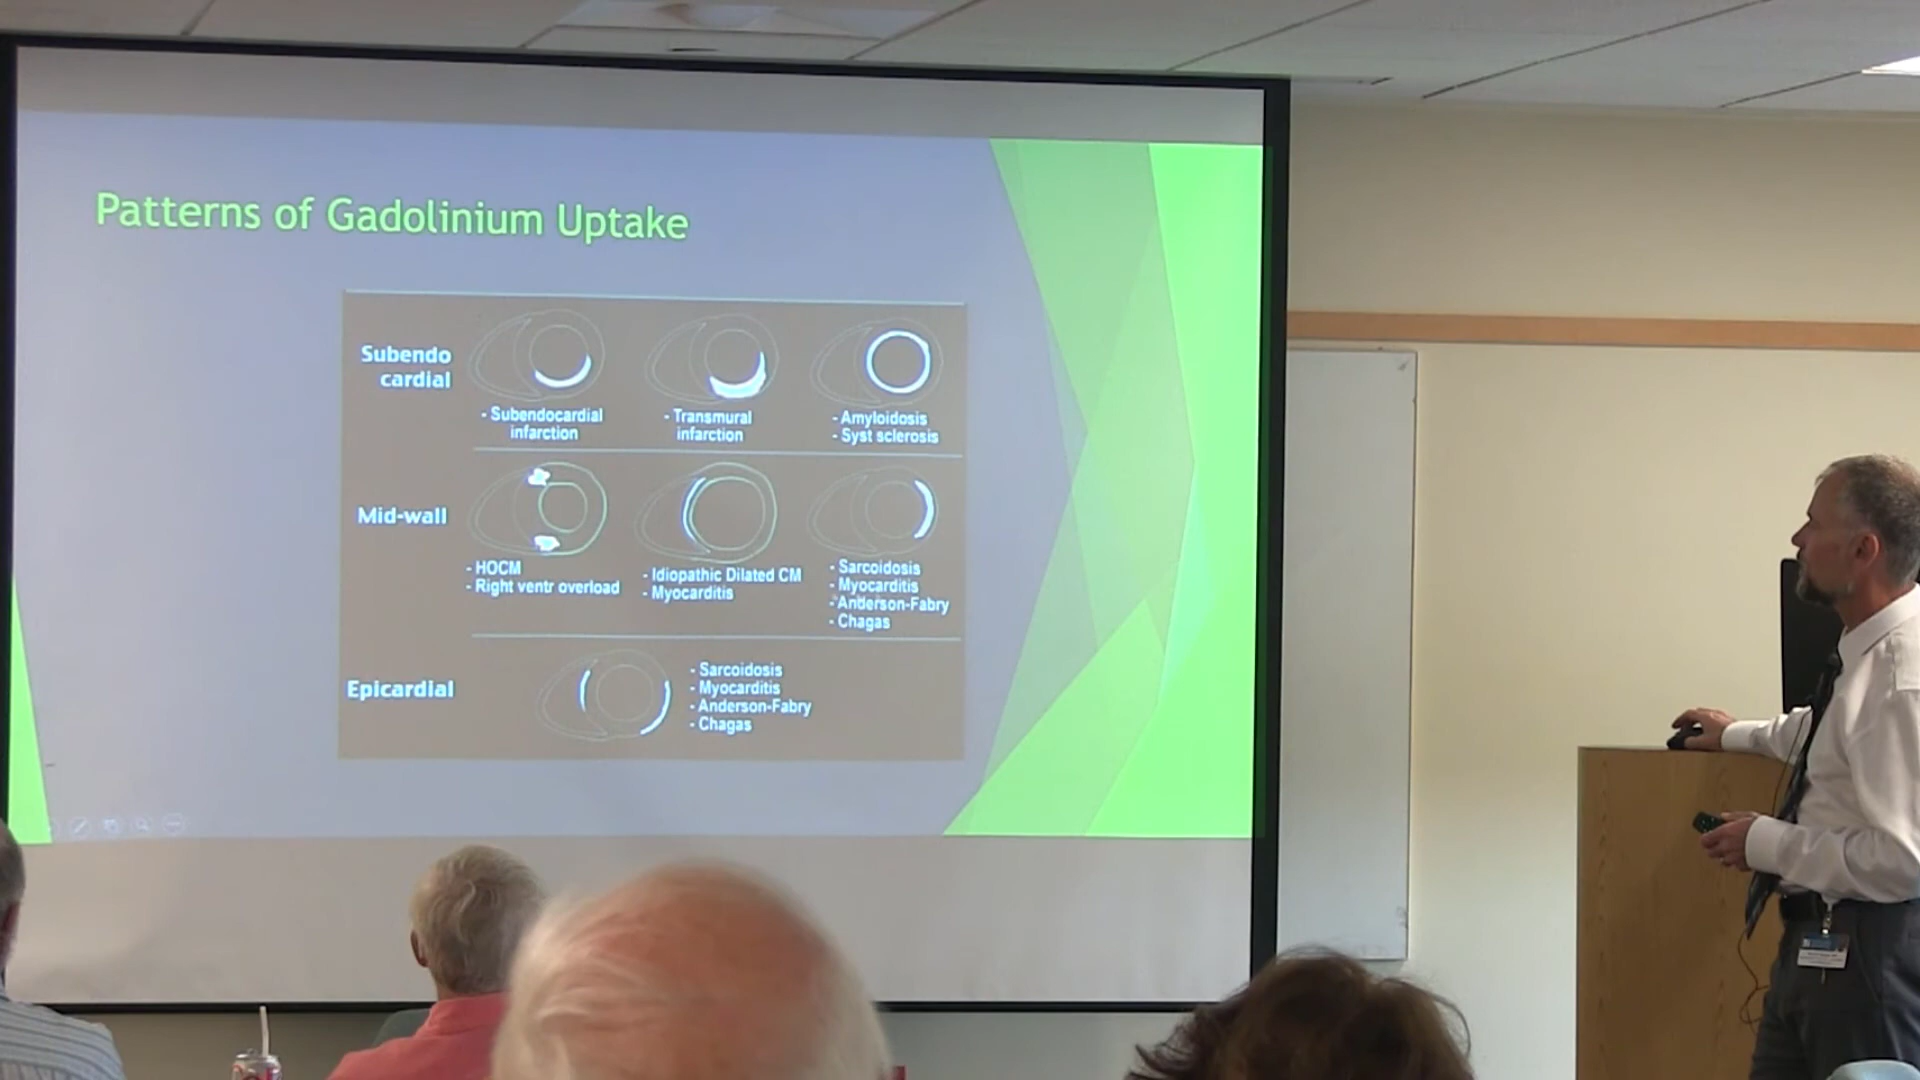 Patterns of Gadolinium Uptake
Subendo
cardial
- Subendocardial
infarction
- Transmural
infarction
- Amyloidosis
- Syst sclerosis
Mid-wall
- HOCM
- Right ventr overload
- Idiopathic Dilated CM
- Myocarditis
- Sarcoidosis
- Myocarditis
- Anderson-Fabry
- Chagas
Epicardial
- Sarcoidosis
- Myocarditis
- Anderson-Fabry
- Chagas